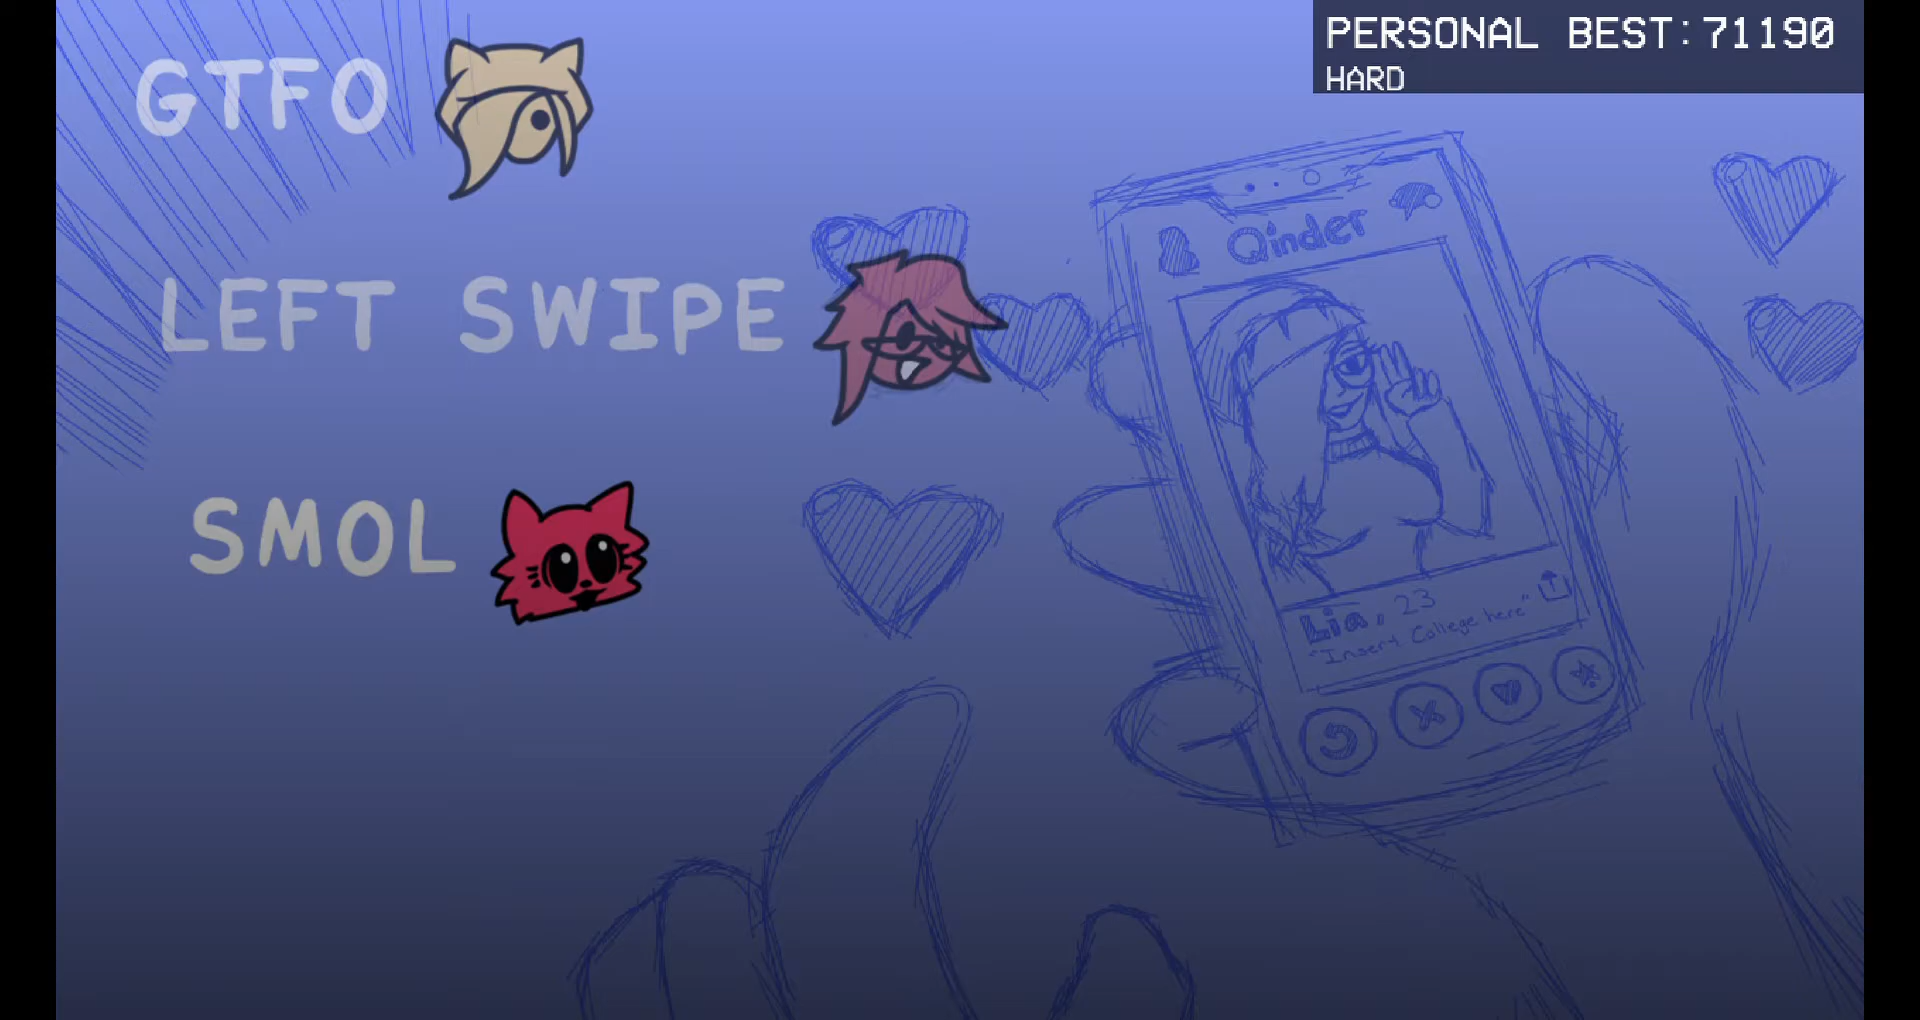 PERSONAL BEST:71190
HARD
GTFO
LEFT SWIPE
SMOL
Qinder
Lia, 23
"Insert College here"